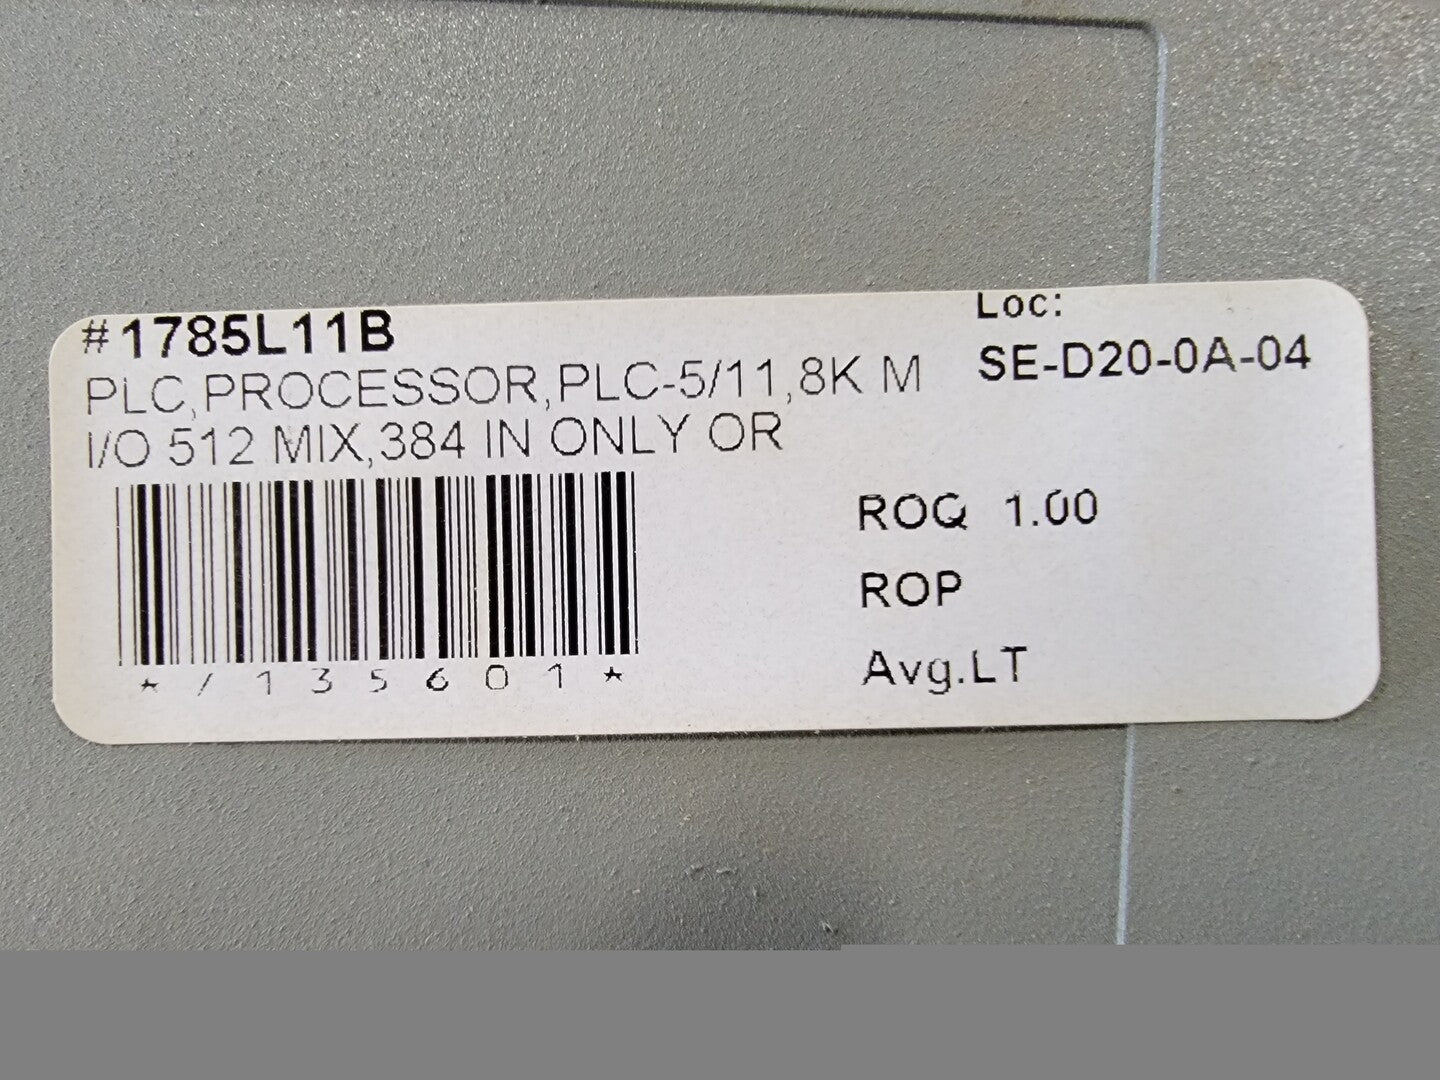 #1785L11B
Loc:
PLC,PROCESSOR,PLC-5/11,8K M
SE-D20-0A-04
I/O 512 MIX,384 IN ONLY OR
ROQ 1.00
ROP
Avg.LT
*/135601*